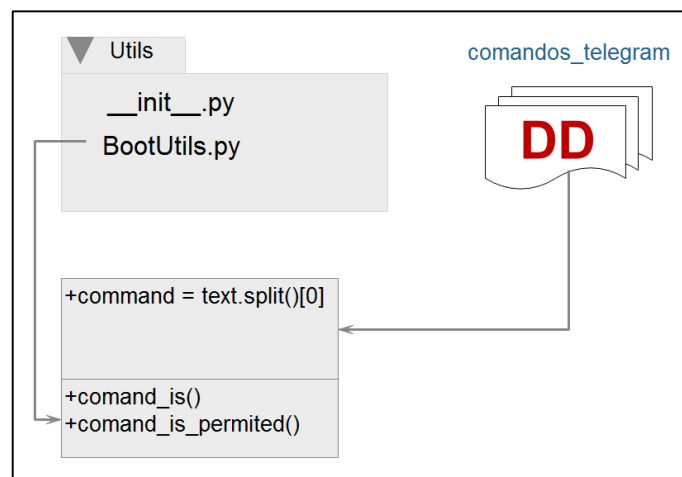 Utils
__init__.py
BootUtils.py
comandos_telegram
DD
+command = text.split()[0]
+comand_is()
+comand_is_permited()